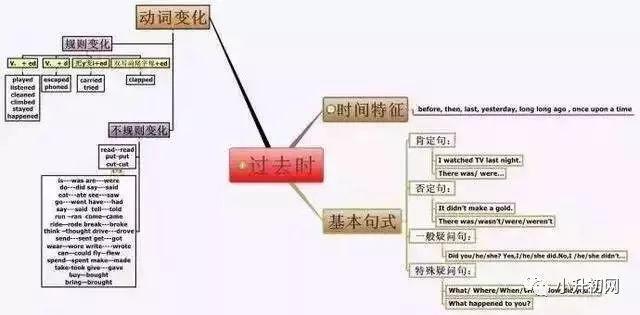 动词变化
规则变化
V. + ed
V. + d
把y变i+ed
双写词尾字母+ed
played
listened
cleaned
climbed
stayed
happened
escaped
phoned
carried
tried
clapped
不规则变化
read---read
put-put
cut-cut
is---was are---were
do---did say---said
eat---ate see---saw
go---went have---had
say---said tell---told
run -ran come-came
ride---rode break---broke
think -thought drive---drove
send---sent get---got
wear---wore write----wrote
can---could fly--flew
spend---spent make---made
take-took give---gave
buy---bought
bring---brought
过去时
时间特征
before, then, last, yesterday, long long ago , once upon a time
基本句式
肯定句:
I watched TV last night.
There was/ were...
否定句:
It didn't make a gold.
There was/wasn't/were/weren't
一般疑问句:
Did you/he/she? Yes,I/he/she did.No,I /he/she didn't...
特殊疑问句:
What/ Where/When/
What happened to you?
小升初网